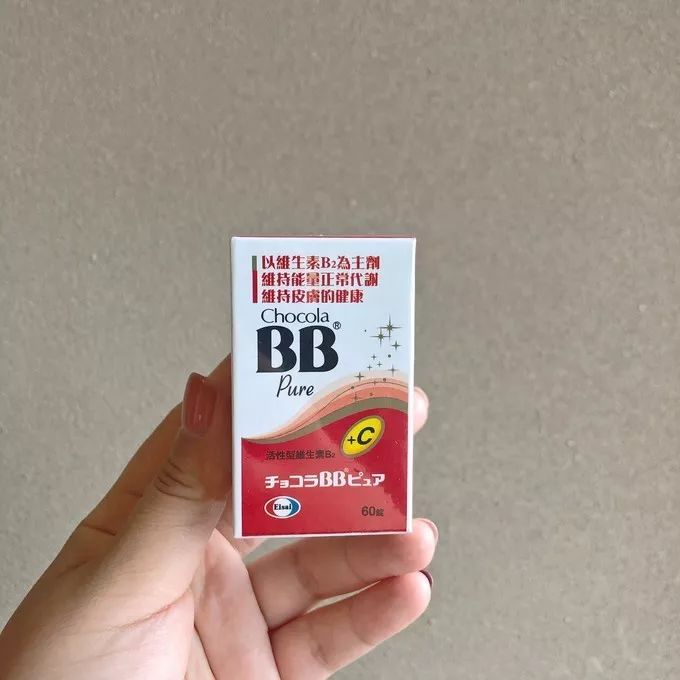 以維生素B₂為主劑
維持能量正常代謝
維持皮膚的健康
Chocola
BB®
Pure
+C
活性型維生素B₂
チョコラBB®ピュア
Eisai
60錠